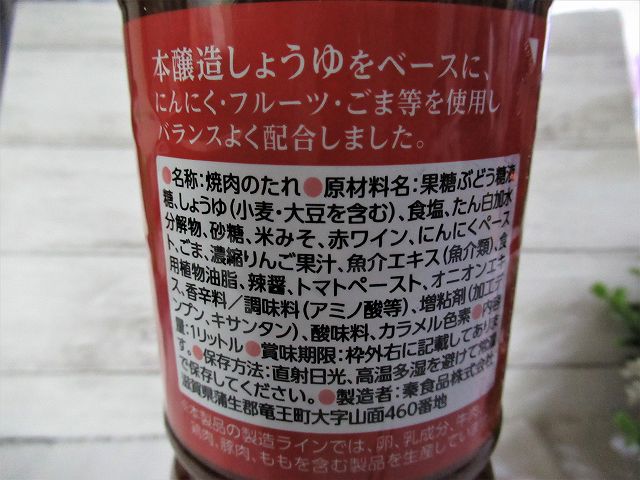 本醸造しょうゆをベースに、
にんにく・フルーツ・ごま等を使用し
バランスよく配合しました。
●名称:焼肉のたれ●原材料名:果糖ぶどう糖液
糖、しょうゆ(小麦・大豆を含む)、食塩、たん白加水
分解物、砂糖、米みそ、赤ワイン、にんにくペース
ト、ごま、濃縮りんご果汁、魚介エキス(魚介類)、食
用植物油脂、辣醤、トマトペースト、オニオンエキ
ス、香辛料/調味料(アミノ酸等)、増粘剤(加工デ
ンプン、キサンタン)、酸味料、カラメル色素●内容
量:1リットル●賞味期限:枠外右に記載してありま
す。●保存方法:直射日光、高温多湿を避けて常温
で保存してください。●製造者:秦食品株式会社
滋賀県蒲生郡竜王町大字山面460番地
※本製品の製造ラインでは、卵、乳成分、牛肉、
鶏肉、豚肉、ももを含む製品を生産しています